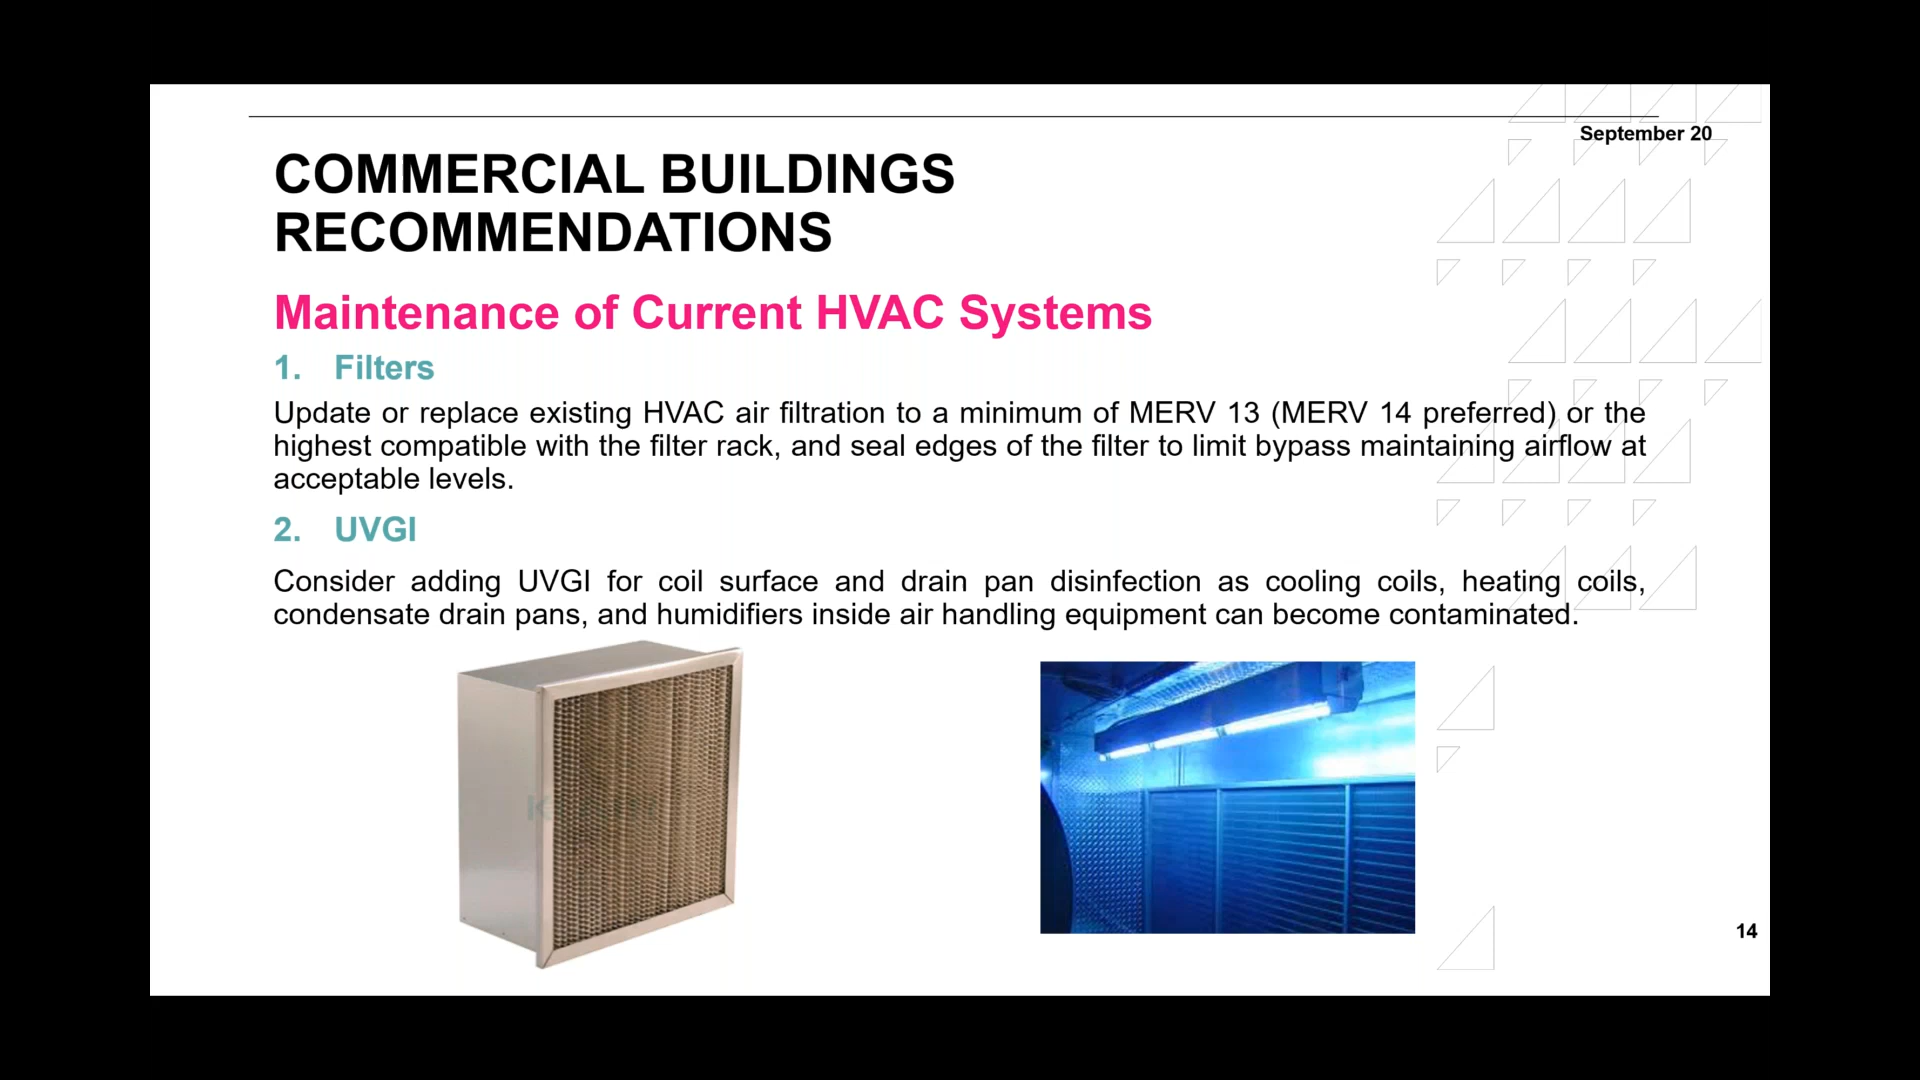 September 20
COMMERCIAL BUILDINGS
RECOMMENDATIONS
Maintenance of Current HVAC Systems
1. Filters
Update or replace existing HVAC air filtration to a minimum of MERV 13 (MERV 14 preferred) or the
highest compatible with the filter rack, and seal edges of the filter to limit bypass maintaining airflow at
acceptable levels.
2. UVGI
Consider adding UVGI for coil surface and drain pan disinfection as cooling coils, heating coils,
condensate drain pans, and humidifiers inside air handling equipment can become contaminated.
14